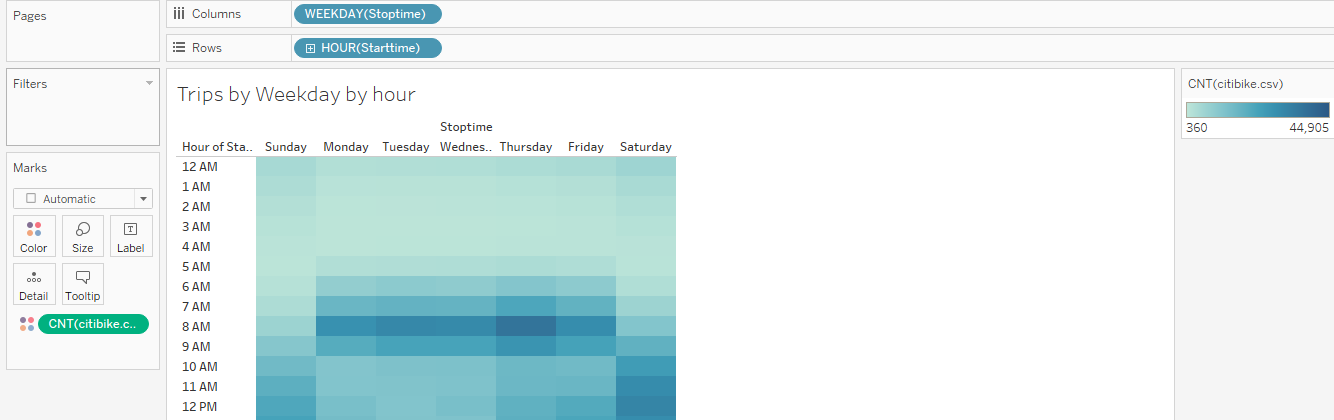 Pages
Columns
WEEKDAY(Stoptime)
Rows
HOUR(Starttime)
Filters
Marks
Automatic
Color
Size
Label
Detail
Tooltip
CNT(citibike.c..
Trips by Weekday by hour
Stoptime
Hour of Sta.. Sunday Monday Tuesday Wednes.. Thursday Friday Saturday
12 AM
1 AM
2 AM
3 AM
4 AM
5 AM
6 AM
7 AM
8 AM
9 AM
10 AM
11 AM
12 PM
CNT(citibike.csv)
360 44,905